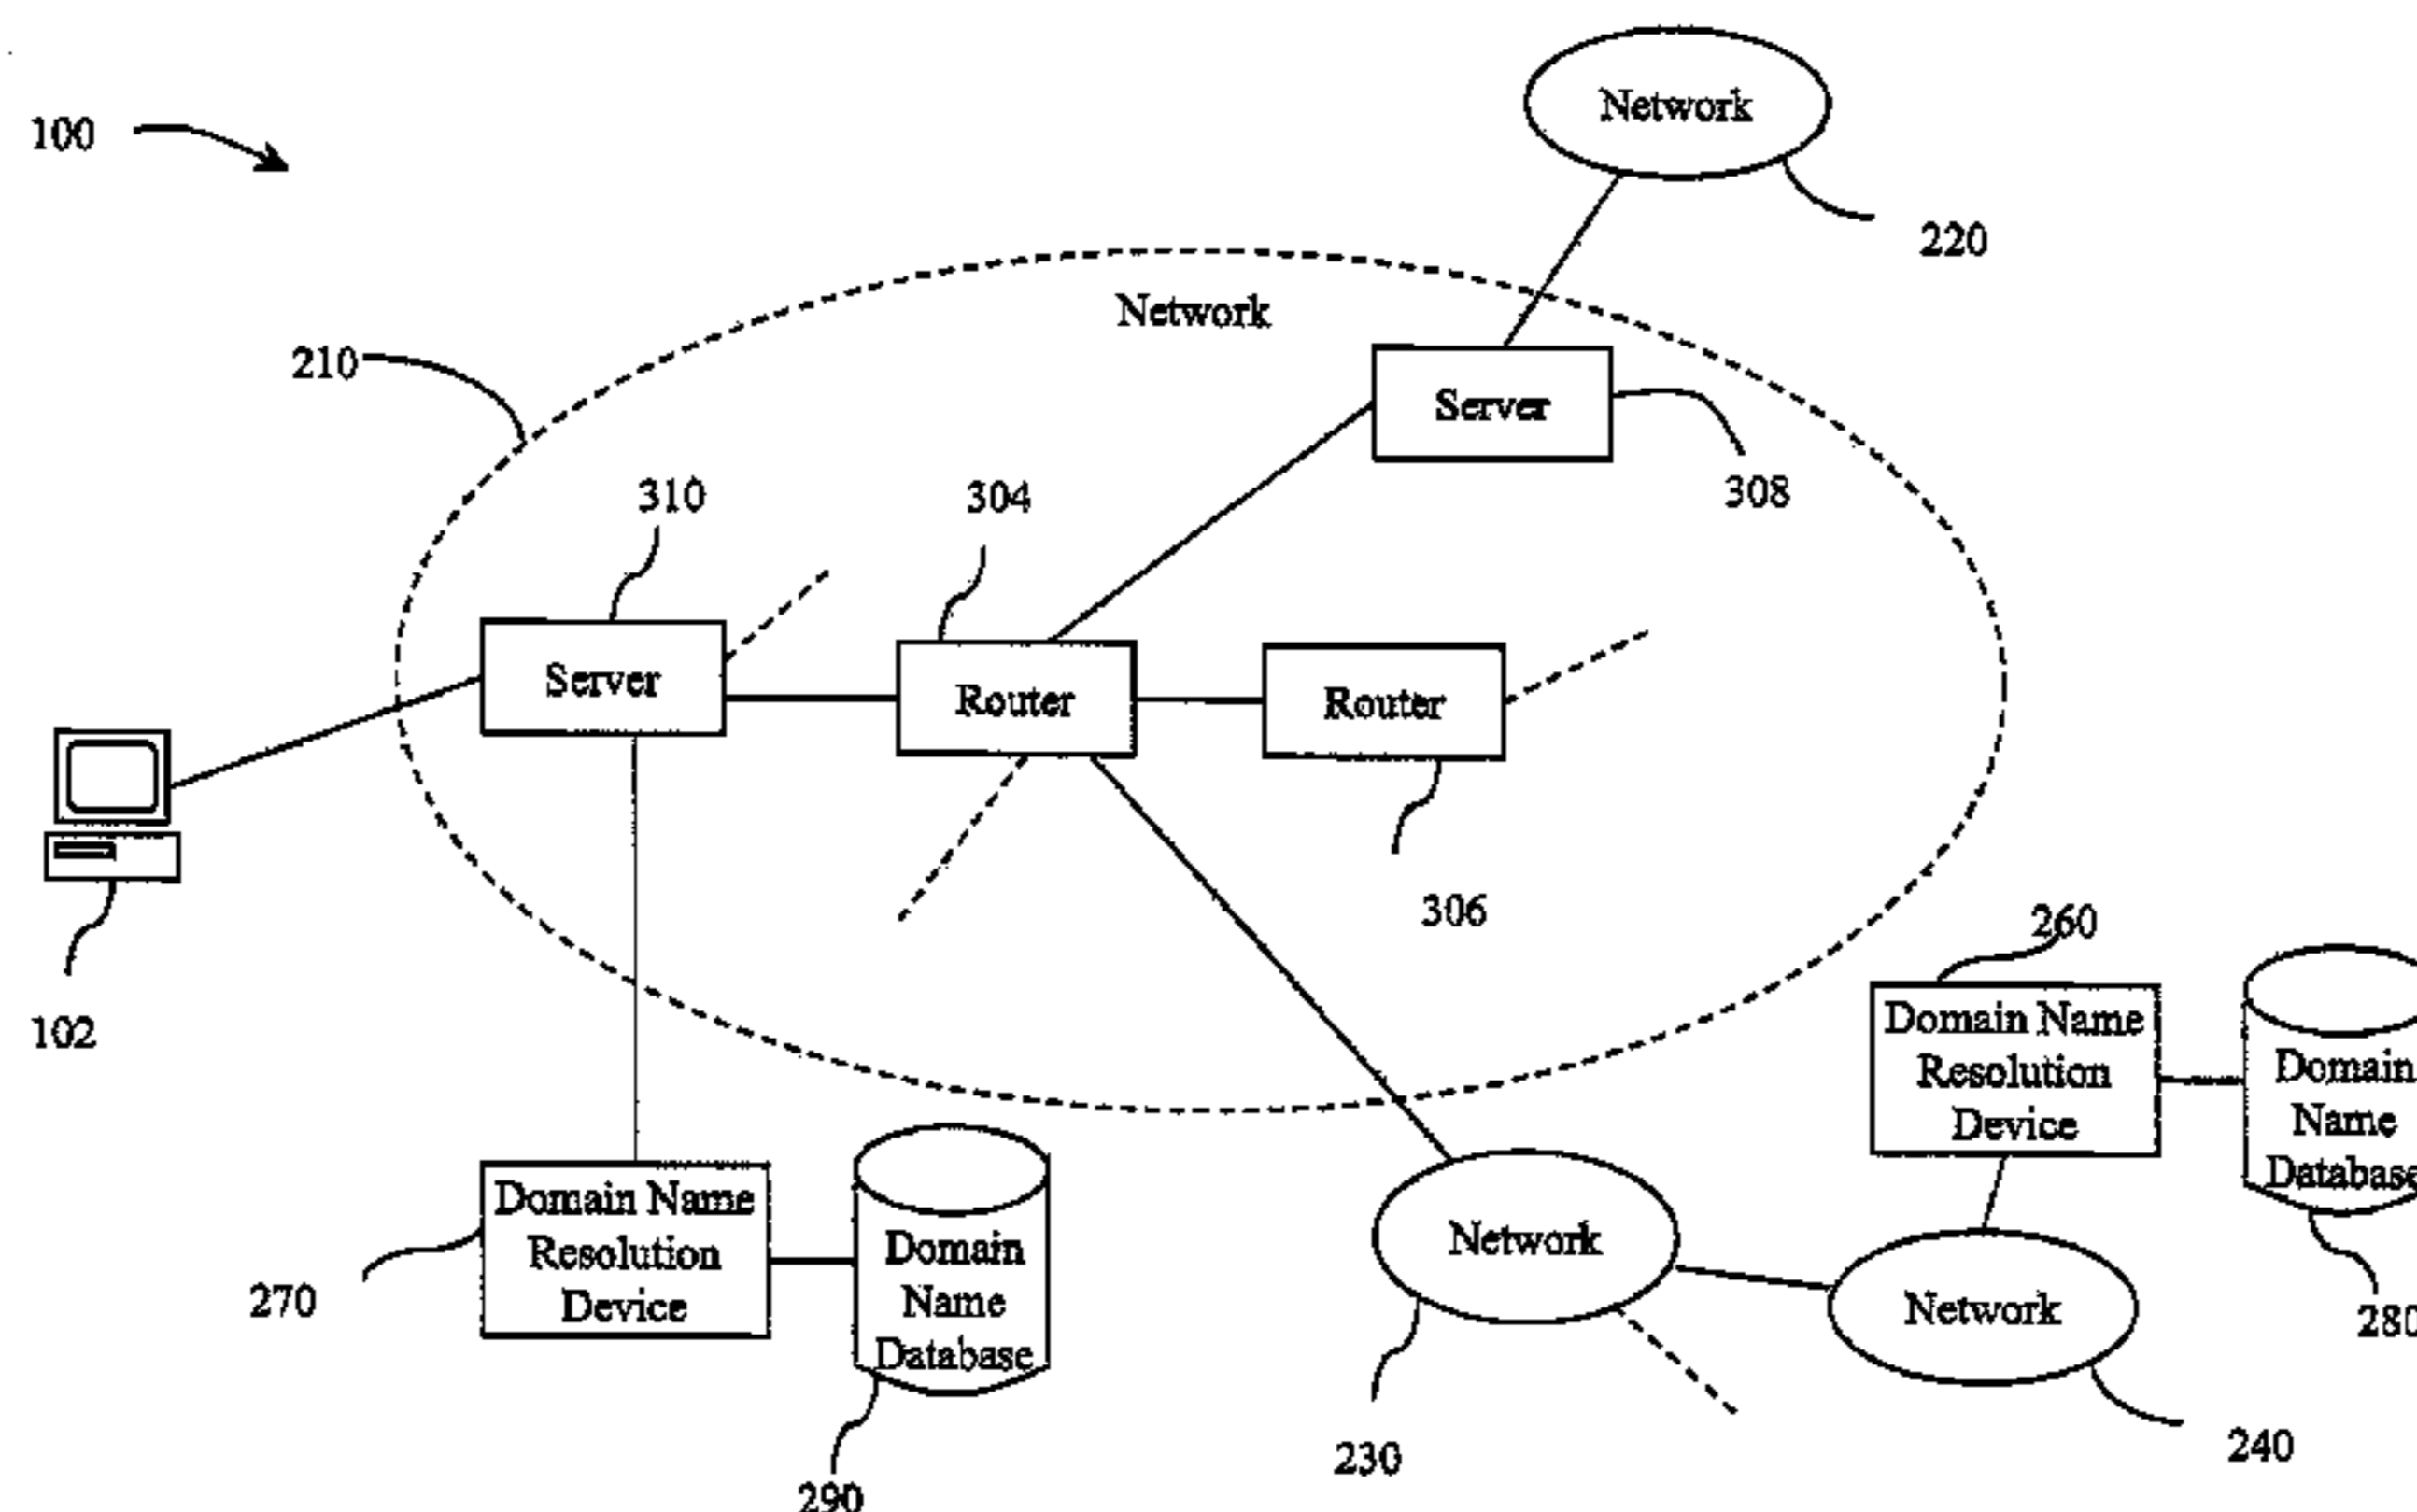 Network
100
220
Network
210
Server
308
310
304
Server
Router
Router
306
260
102
Domain Name
Resolution
Device
Domain
Name
Database
Domain Name
Resolution
Device
270
Domain
Name
Database
290
Network
230
Network
240
280